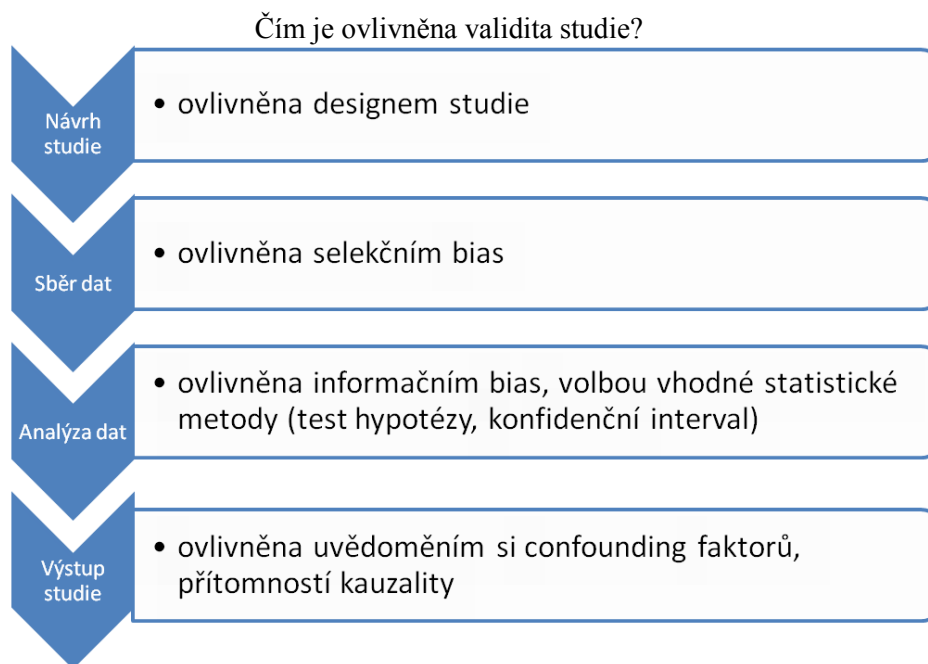 Čím je ovlivněna validita studie?
Návrh
studie
• ovlivněna designem studie
Sběr dat
• ovlivněna selekčním bias
Analýza dat
• ovlivněna informačním bias, volbou vhodné statistické
metody (test hypotézy, konfidenční interval)
Výstup
studie
• ovlivněna uvědoměním si confounding faktorů,
přítomností kauzality